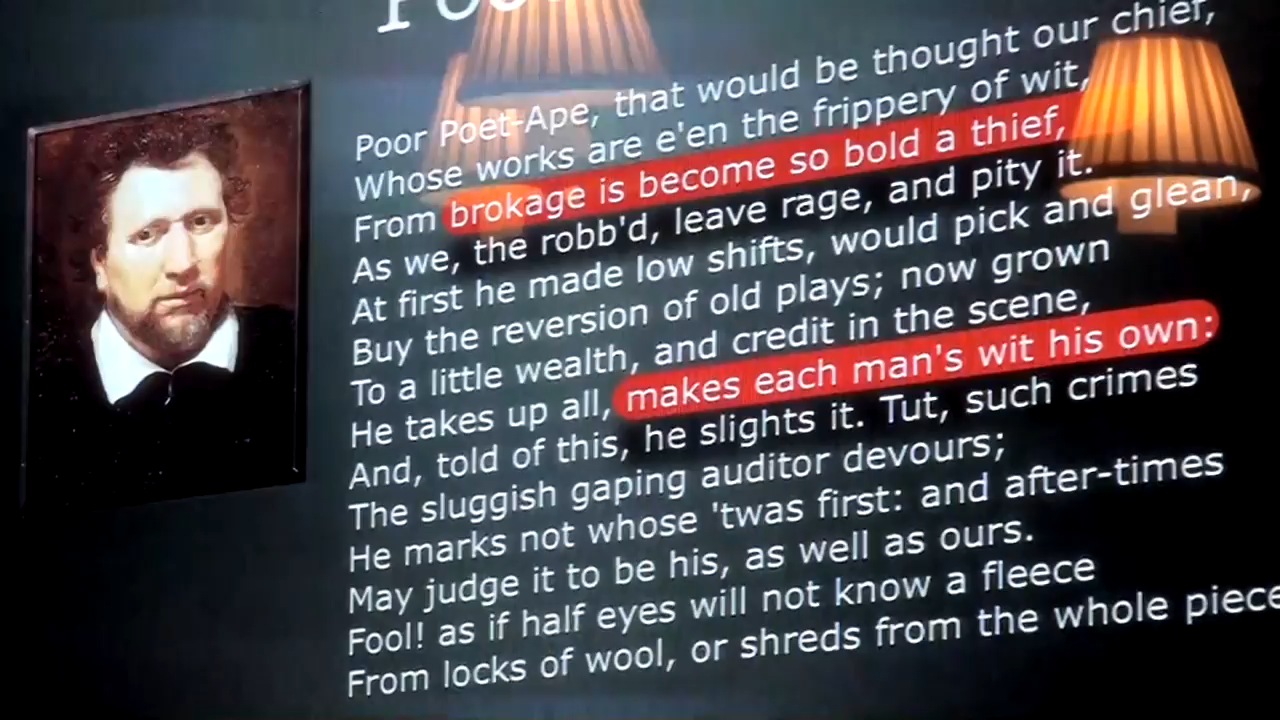 Poor Poet-Ape, that would be thought our chief,
Whose works are e'en the frippery of wit,
From brokage is become so bold a thief,
As we, the robb'd, leave rage, and pity it.
At first he made low shifts, would pick and glean,
Buy the reversion of old plays; now grown
To a little wealth, and credit in the scene,
He takes up all, makes each man's wit his own:
And, told of this, he slights it. Tut, such crimes
The sluggish gaping auditor devours;
He marks not whose 'twas first: and after-times
May judge it to be his, as well as ours.
Fool! as if half eyes will not know a fleece
From locks of wool, or shreds from the whole piece